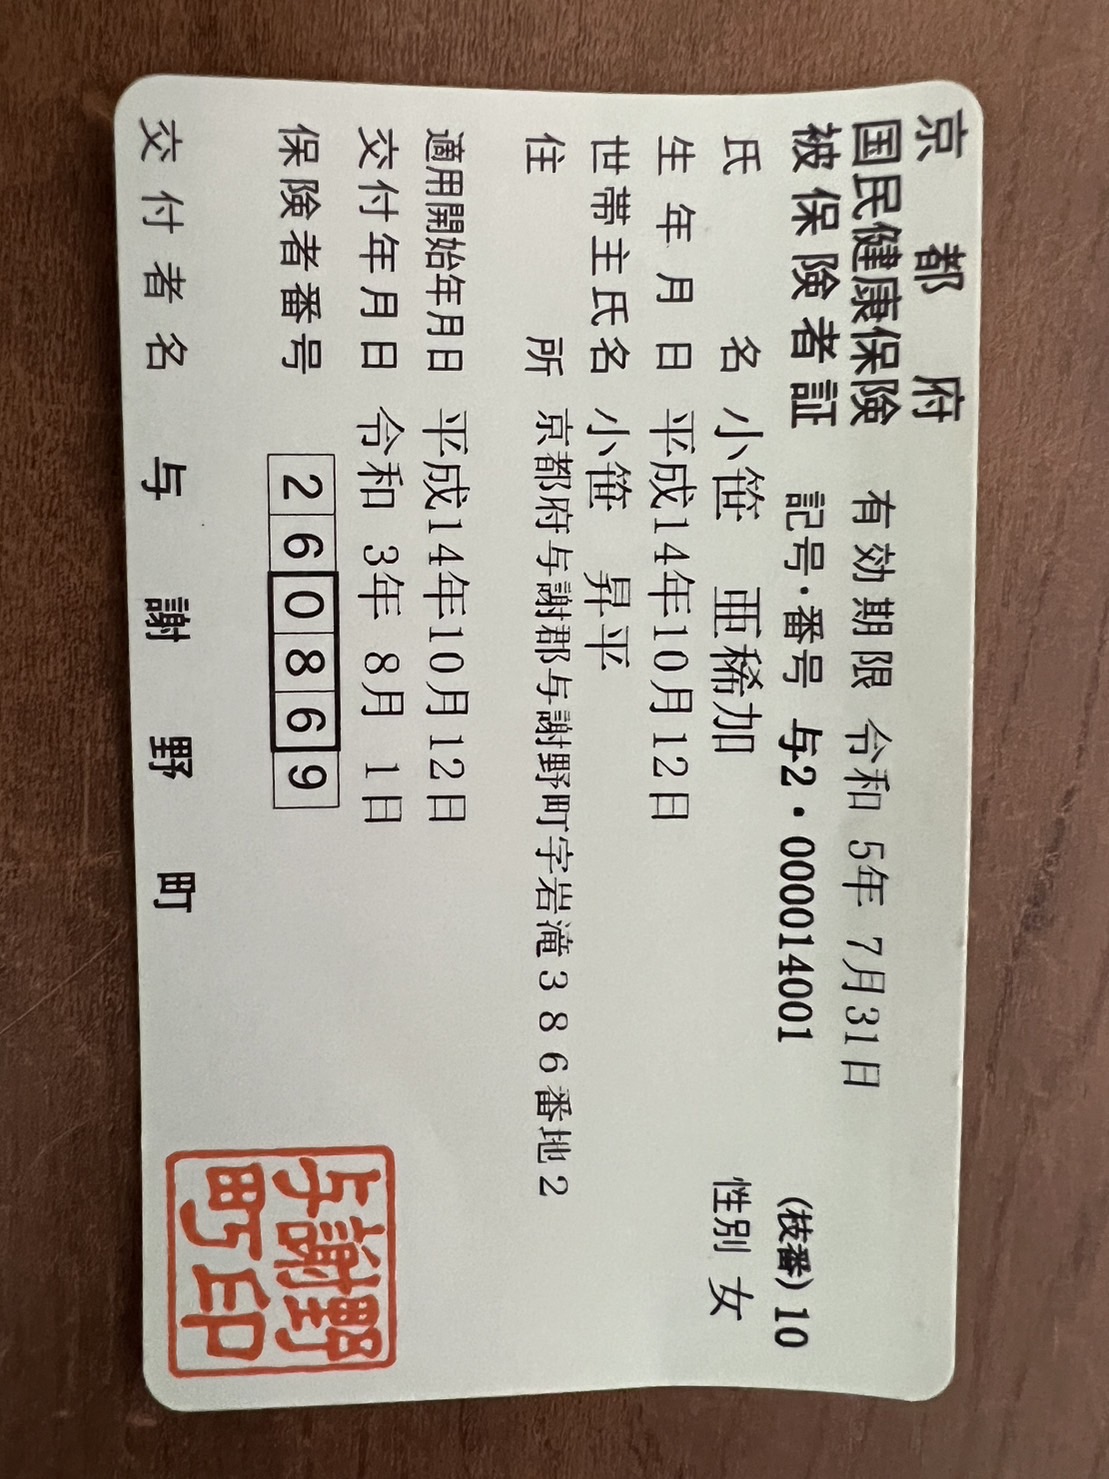 京都府
国民健康保険 有効期限 令和 5年 7月31日
被保険者証 記号・番号 与2・000014001 (枝番) 10
氏名 小笹 亜稀加 性別 女
生年月日 平成14年10月12日
世帯主氏名 小笹 昇平
住所 京都府与謝郡与謝野町字岩滝386番地2
適用開始年月日 平成14年10月12日
交付年月日 令和 3年 8月 1日
保険者番号 260869
交付者名 与謝野町
与謝野
町印